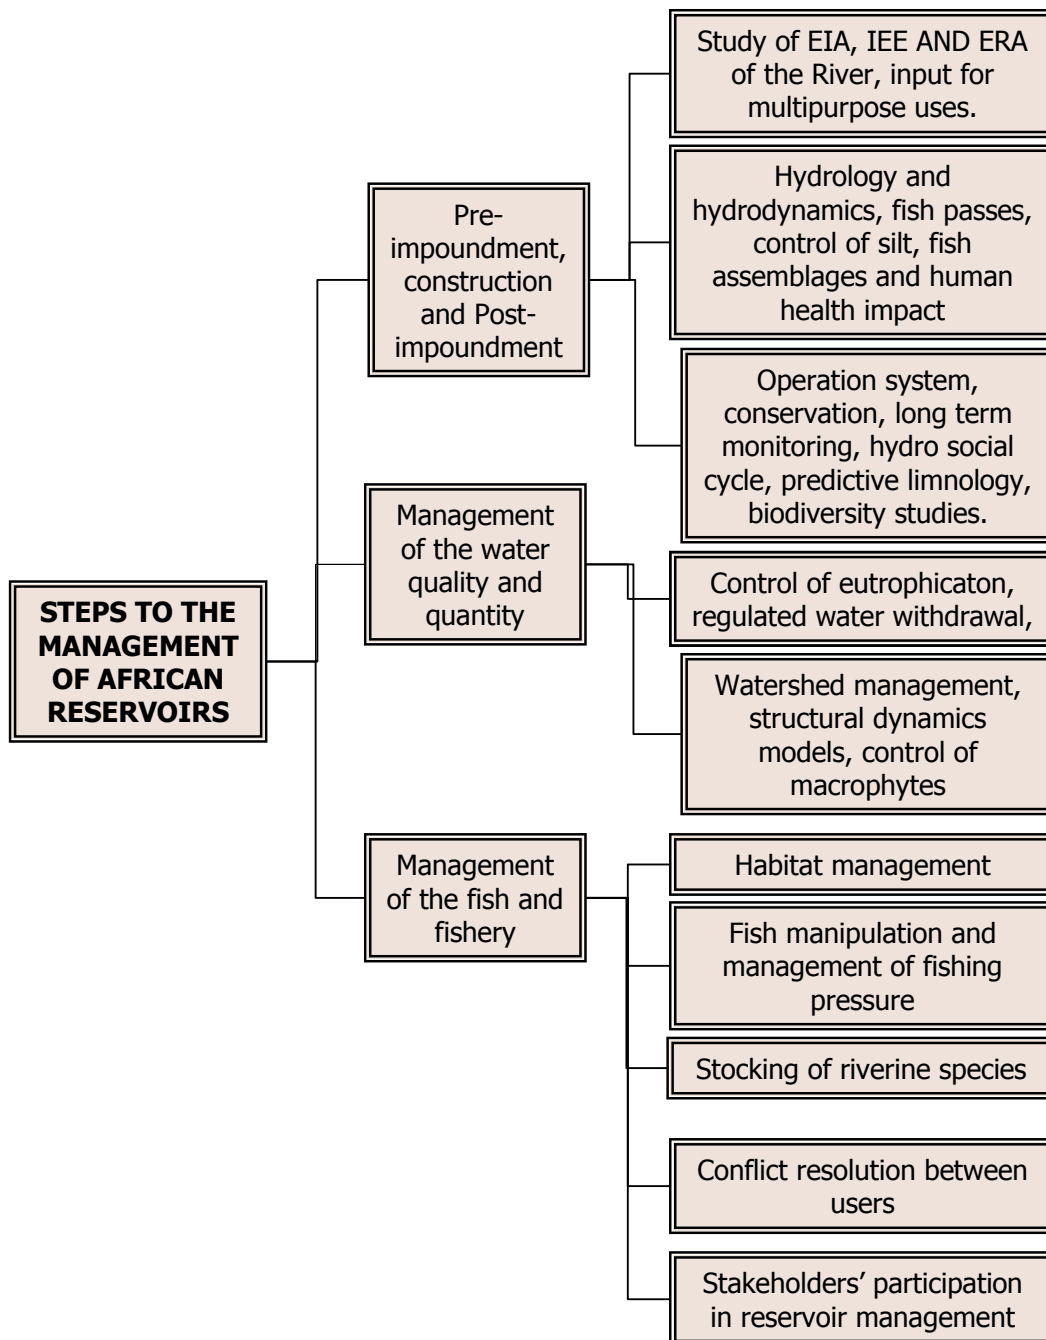 STEPS TO THE
MANAGEMENT
OF AFRICAN
RESERVOIRS
Pre-
impoundment,
construction
and Post-
impoundment
Study of EIA, IEE AND ERA
of the River, input for
multipurpose uses.
Hydrology and
hydrodynamics, fish passes,
control of silt, fish
assemblages and human
health impact
Operation system,
conservation, long term
monitoring, hydro social
cycle, predictive limnology,
biodiversity studies.
Management
of the water
quality and
quantity
Control of eutrophicaton,
regulated water withdrawal,
Watershed management,
structural dynamics
models, control of
macrophytes
Management
of the fish and
fishery
Habitat management
Fish manipulation and
management of fishing
pressure
Stocking of riverine species
Conflict resolution between
users
Stakeholders’ participation
in reservoir management